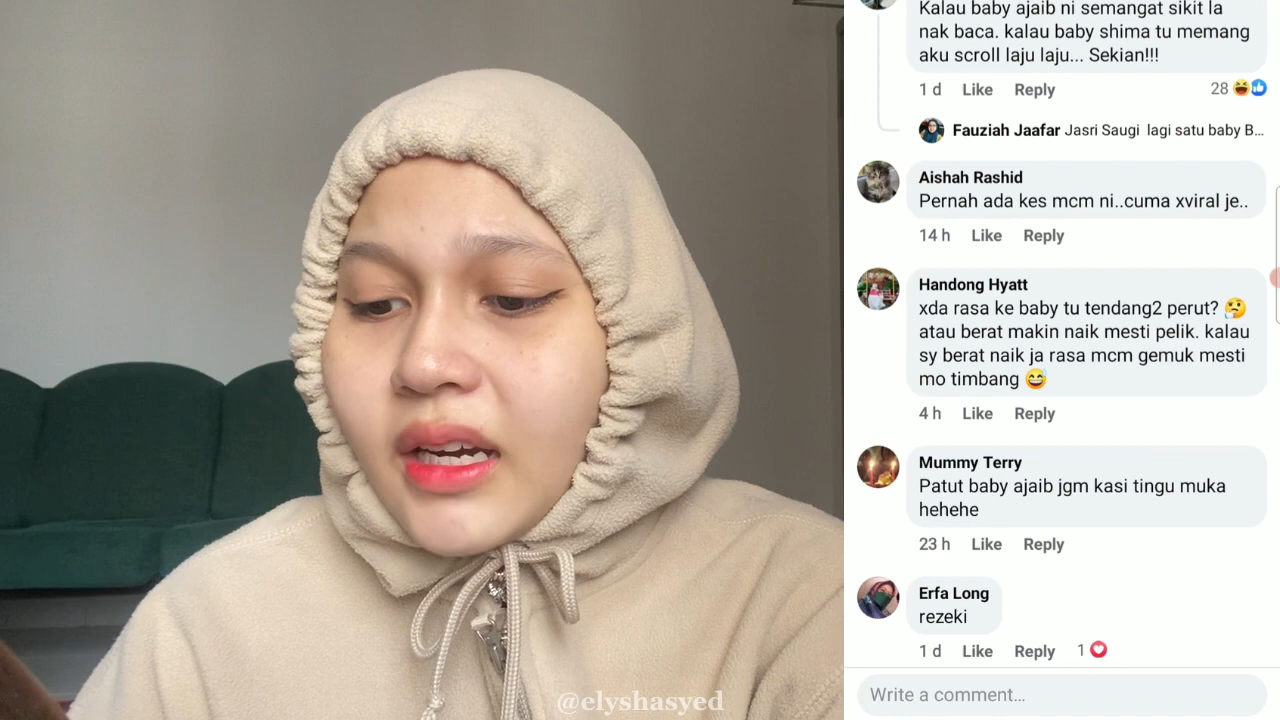 Kalau baby ajaib ni semangat sikit la
nak baca. kalau baby shima tu memang
aku scroll laju laju... Sekian!!!
1 d Like Reply 28
Fauziah Jaafar Jasri Saugi lagi satu baby B...
Aishah Rashid
Pernah ada kes mcm ni..cuma xviral je..
14 h Like Reply
Handong Hyatt
xda rasa ke baby tu tendang2 perut? 🤔
atau berat makin naik mesti pelik. kalau
sy berat naik ja rasa mcm gemuk mesti
mo timbang 😅
4 h Like Reply
Mummy Terry
Patut baby ajaib jgm kasi tingu muka
hehehe
23 h Like Reply
Erfa Long
rezeki
1 d Like Reply 1
Write a comment...
@elyshasyed